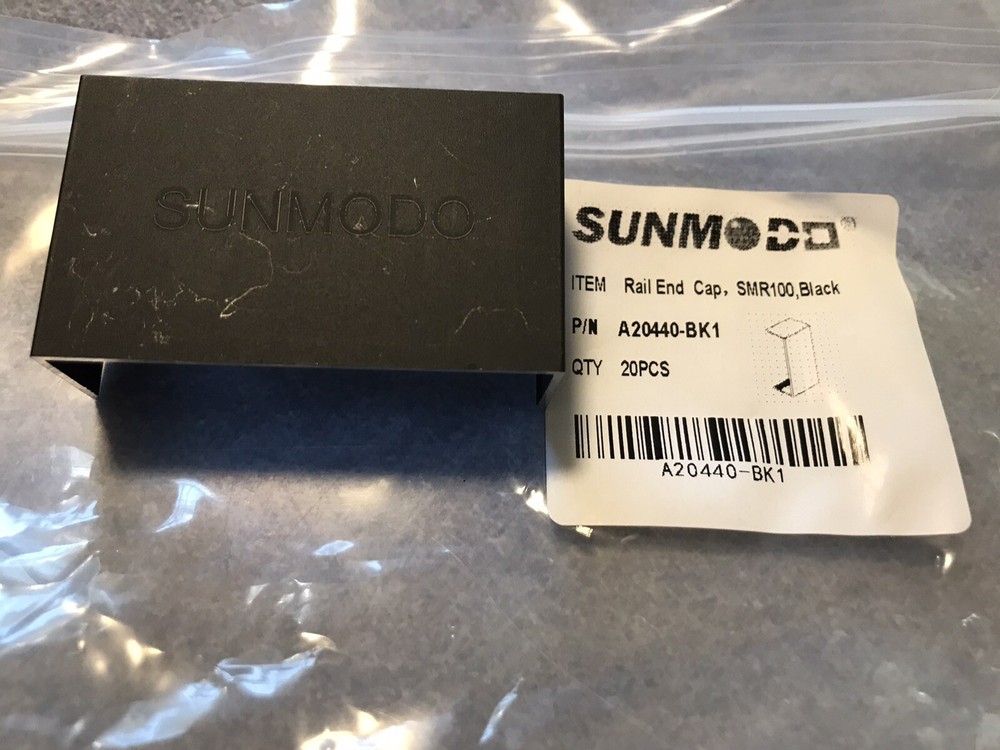 SUNMODO
SUNMODO®
ITEM Rail End Cap, SMR100,Black
P/N A20440-BK1
QTY 20PCS
A20440-BK1